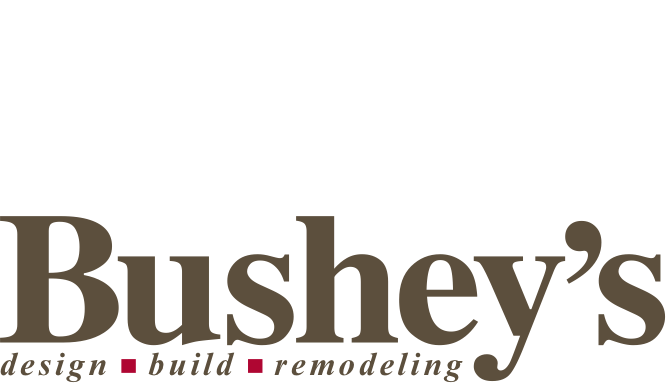 Bushey’s
design ▪ build ▪ remodeling